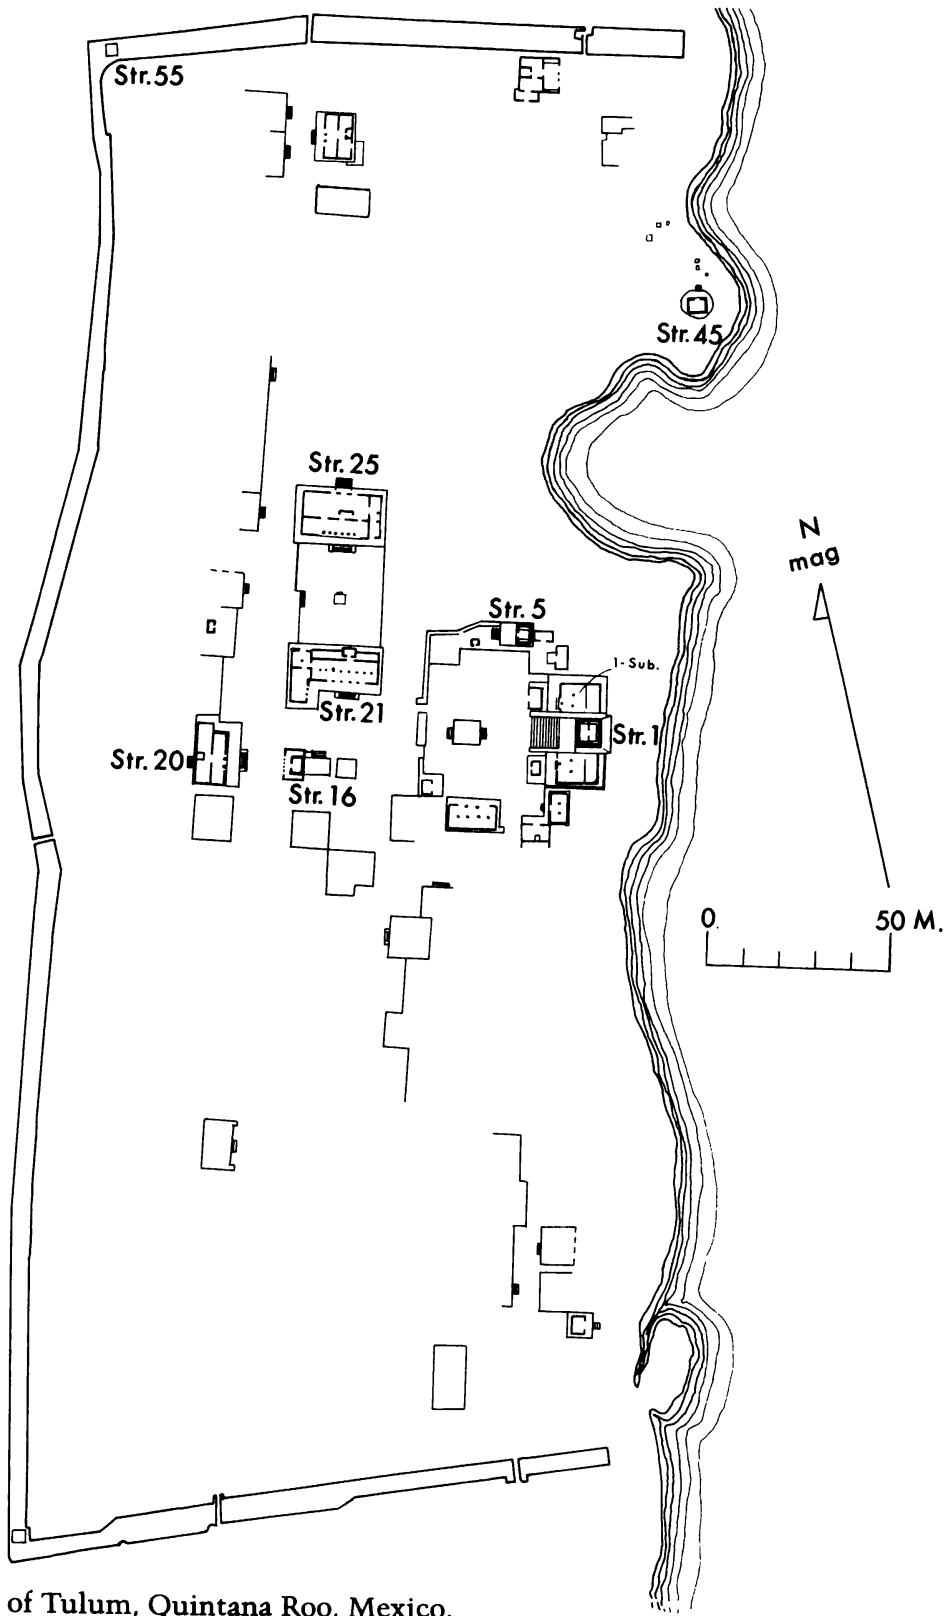 Str. 55
Str. 45
Str. 25
N
mag
Str. 5
1-Sub.
Str. 21
Str. 1
Str. 20
Str. 16
0. 50 M.
of Tulum, Quintana Roo, Mexico.